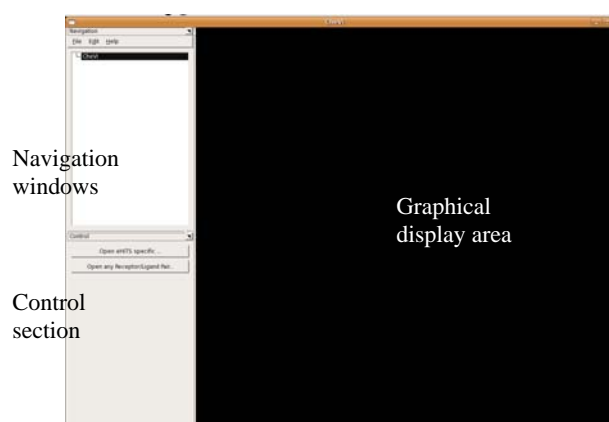 CheVi
Navigation
File Edit Help
CheVi
Navigation
windows
Graphical
display area
Control
Open eHiTS specific ...
Open any Receptor/Ligand Pair...
Control
section